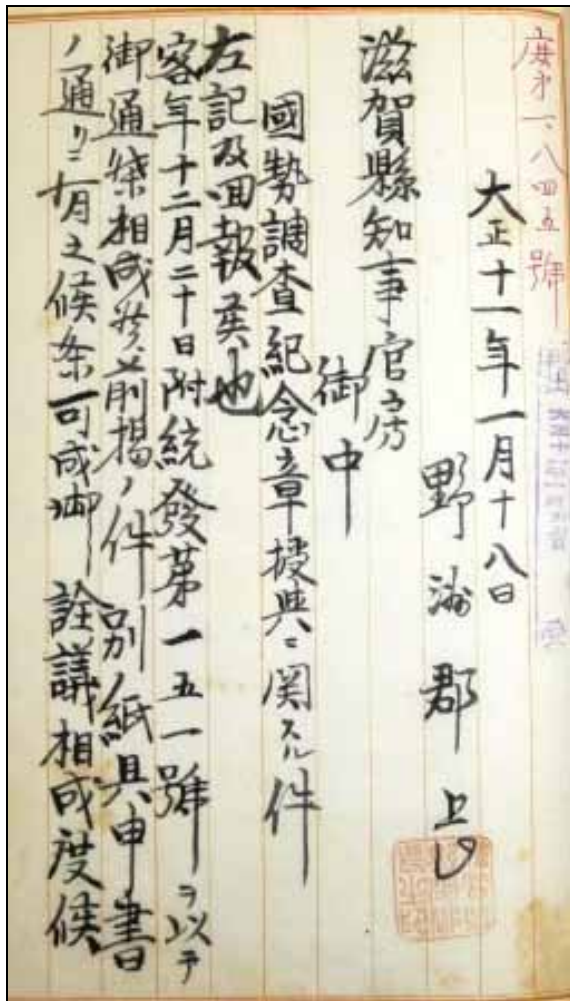 庶第一、八四五號
大正十一年一月十八日
野洲郡長
滋賀縣知事官房
御中
國勢調査紀念章授與ニ関スル件
左記及回報候也
客年十二月二十日附統發第一五一號ヲ以テ
御通牒相成候前掲ノ件別紙具申書
ノ通リニ有之候条可成御詮議相成度候